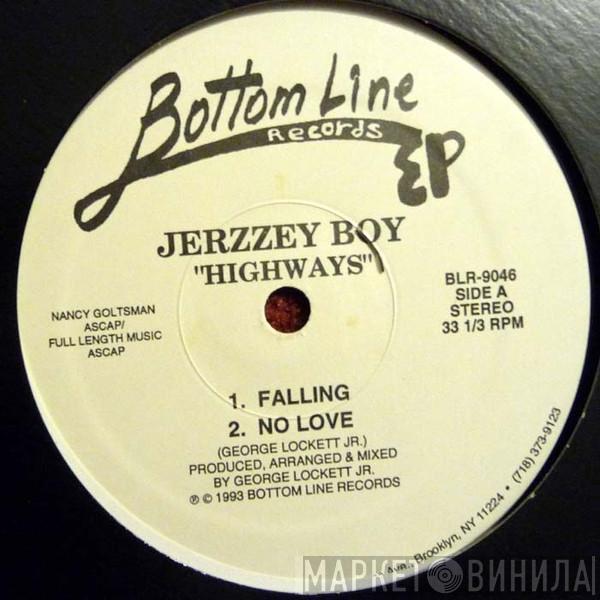 Bottom Line
Records
EP
JERZZEY BOY
"HIGHWAYS"
NANCY GOLTSMAN
ASCAP/
FULL LENGTH MUSIC
ASCAP
BLR-9046
SIDE A
STEREO
33 1/3 RPM
1. FALLING
2. NO LOVE
(GEORGE LOCKETT JR.)
PRODUCED, ARRANGED & MIXED
BY GEORGE LOCKETT JR.
℗ © 1993 BOTTOM LINE RECORDS
Ave., Brooklyn, NY 11224 • (718) 373-9123
МАРКЕТ ВИНИЛА